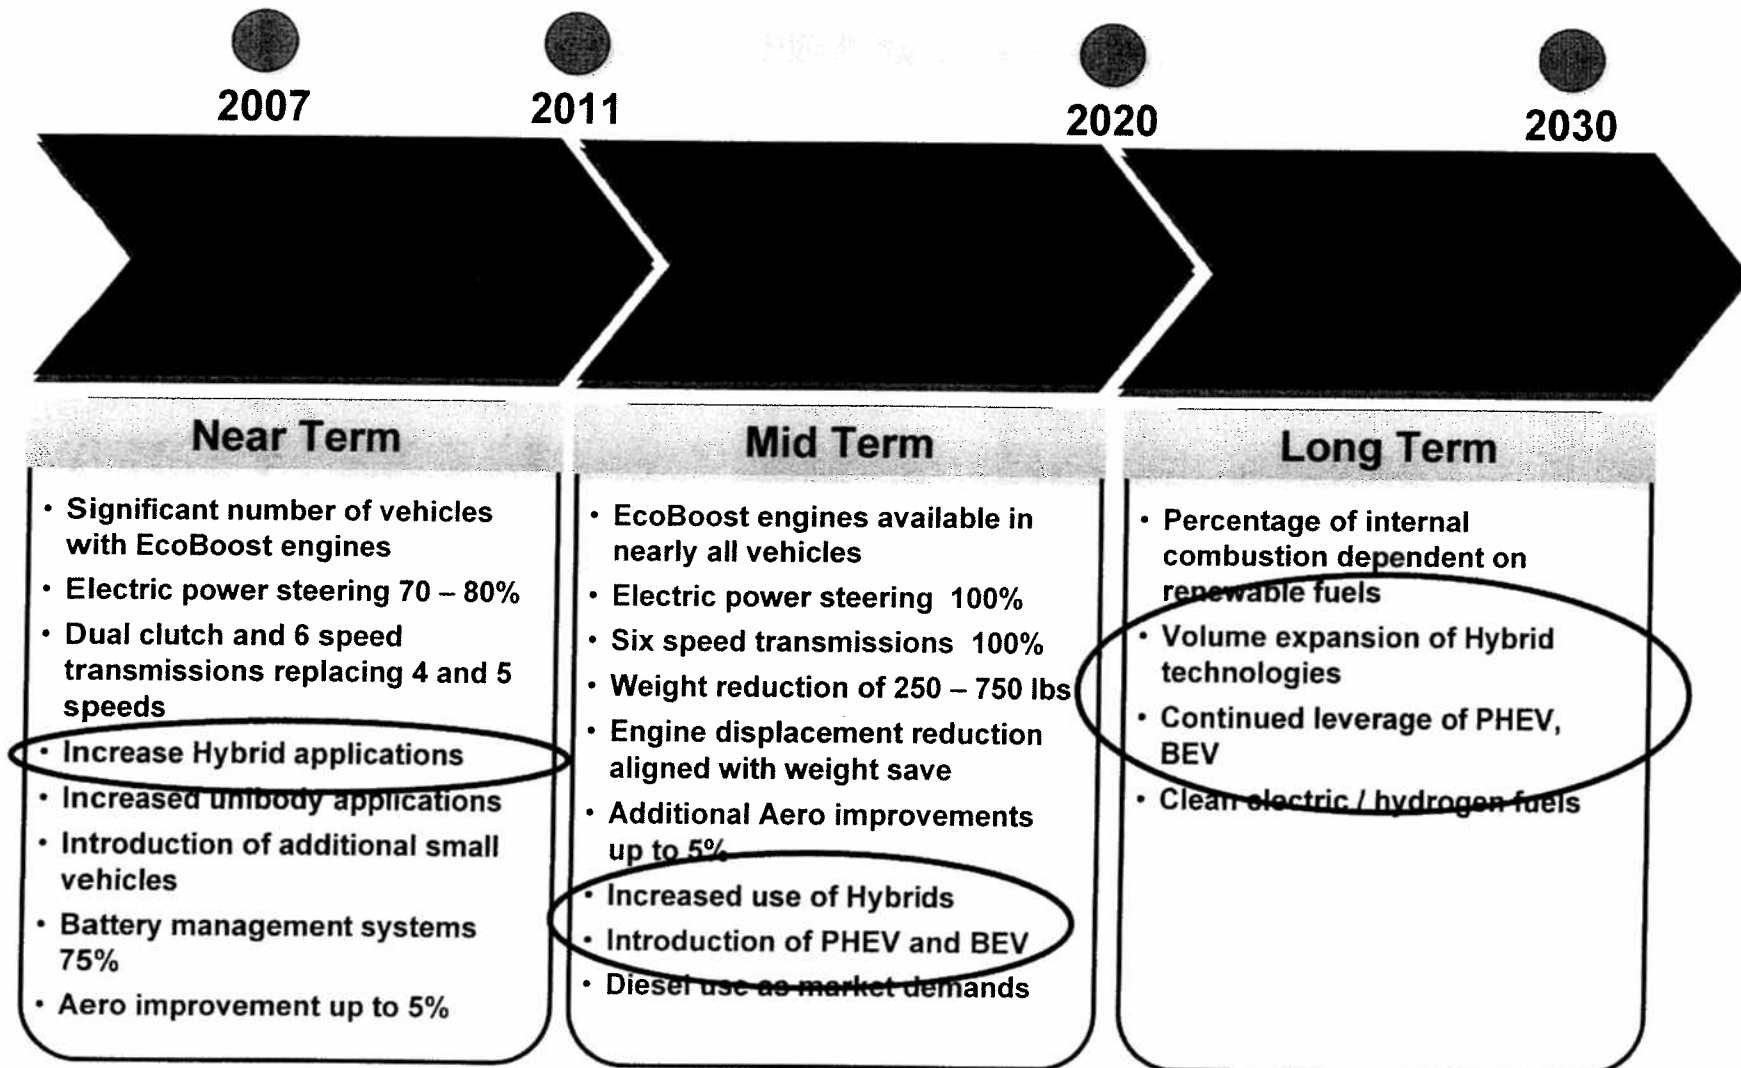 2007
2011
2020
2030
Near Term
• Significant number of vehicles
with EcoBoost engines
• Electric power steering 70 – 80%
• Dual clutch and 6 speed
transmissions replacing 4 and 5
speeds
• Increase Hybrid applications
• Increased unibody applications
• Introduction of additional small
vehicles
• Battery management systems
75%
• Aero improvement up to 5%
Mid Term
• EcoBoost engines available in
nearly all vehicles
• Electric power steering 100%
• Six speed transmissions 100%
• Weight reduction of 250 – 750 lbs
• Engine displacement reduction
aligned with weight save
• Additional Aero improvements
up to 5%
• Increased use of Hybrids
• Introduction of PHEV and BEV
• Diesel use as market demands
Long Term
• Percentage of internal
combustion dependent on
renewable fuels
• Volume expansion of Hybrid
technologies
• Continued leverage of PHEV,
BEV
• Clean electric / hydrogen fuels